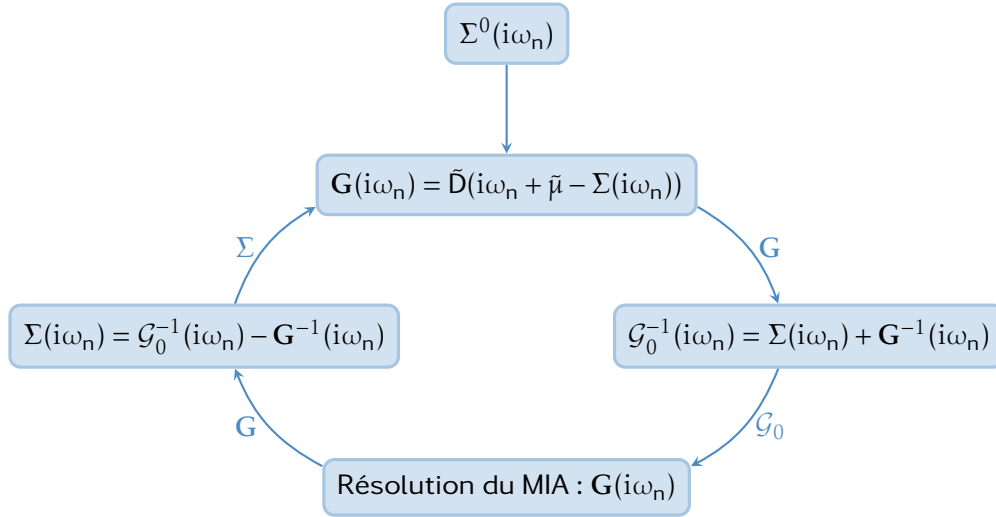 Σ⁰(iωₙ)
G(iωₙ) = D̃(iωₙ + μ̃ − Σ(iωₙ))
Σ
G
Σ(iωₙ) = 𝒢₀⁻¹(iωₙ) − G⁻¹(iωₙ)
𝒢₀⁻¹(iωₙ) = Σ(iωₙ) + G⁻¹(iωₙ)
G
𝒢₀
Résolution du MIA : G(iωₙ)